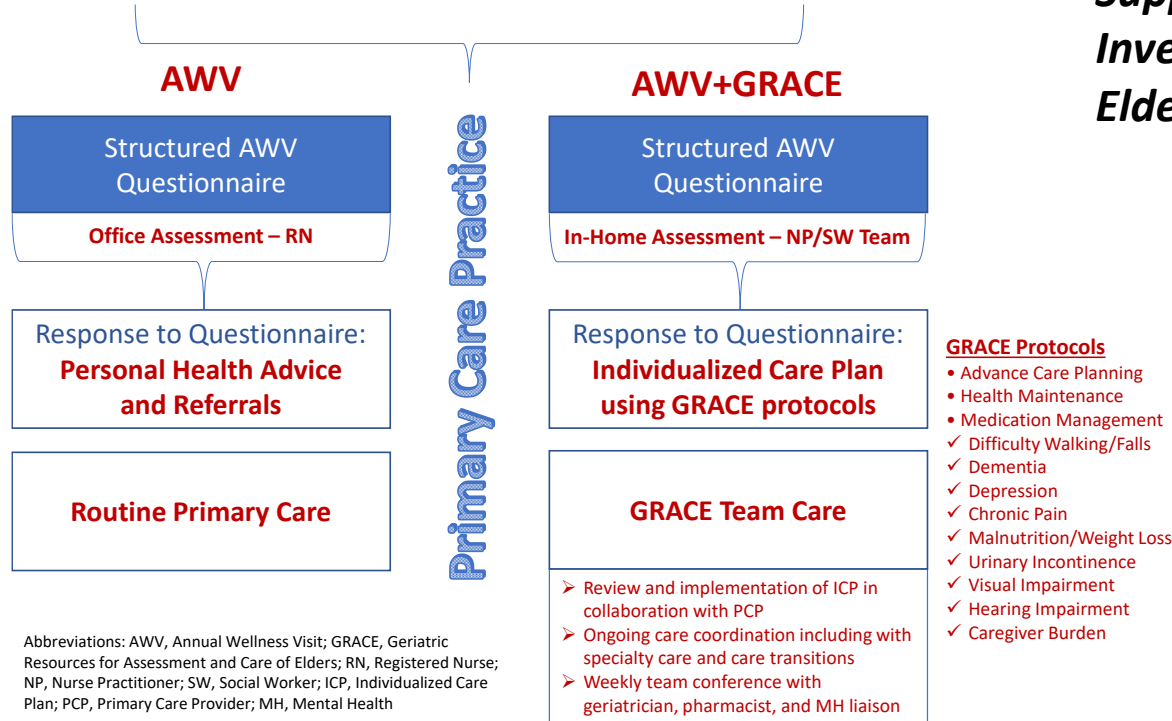 AWV
Structured AWV
Questionnaire
Office Assessment – RN
Response to Questionnaire:
Personal Health Advice
and Referrals
Routine Primary Care
Abbreviations: AWV, Annual Wellness Visit; GRACE, Geriatric
Resources for Assessment and Care of Elders; RN, Registered Nurse;
NP, Nurse Practitioner; SW, Social Worker; ICP, Individualized Care
Plan; PCP, Primary Care Provider; MH, Mental Health
Primary Care Practice
AWV+GRACE
Structured AWV
Questionnaire
In-Home Assessment – NP/SW Team
Response to Questionnaire:
Individualized Care Plan
using GRACE protocols
GRACE Team Care
➢ Review and implementation of ICP in
collaboration with PCP
➢ Ongoing care coordination including with
specialty care and care transitions
➢ Weekly team conference with
geriatrician, pharmacist, and MH liaison
GRACE Protocols
• Advance Care Planning
• Health Maintenance
• Medication Management
✓ Difficulty Walking/Falls
✓ Dementia
✓ Depression
✓ Chronic Pain
✓ Malnutrition/Weight Loss
✓ Urinary Incontinence
✓ Visual Impairment
✓ Hearing Impairment
✓ Caregiver Burden